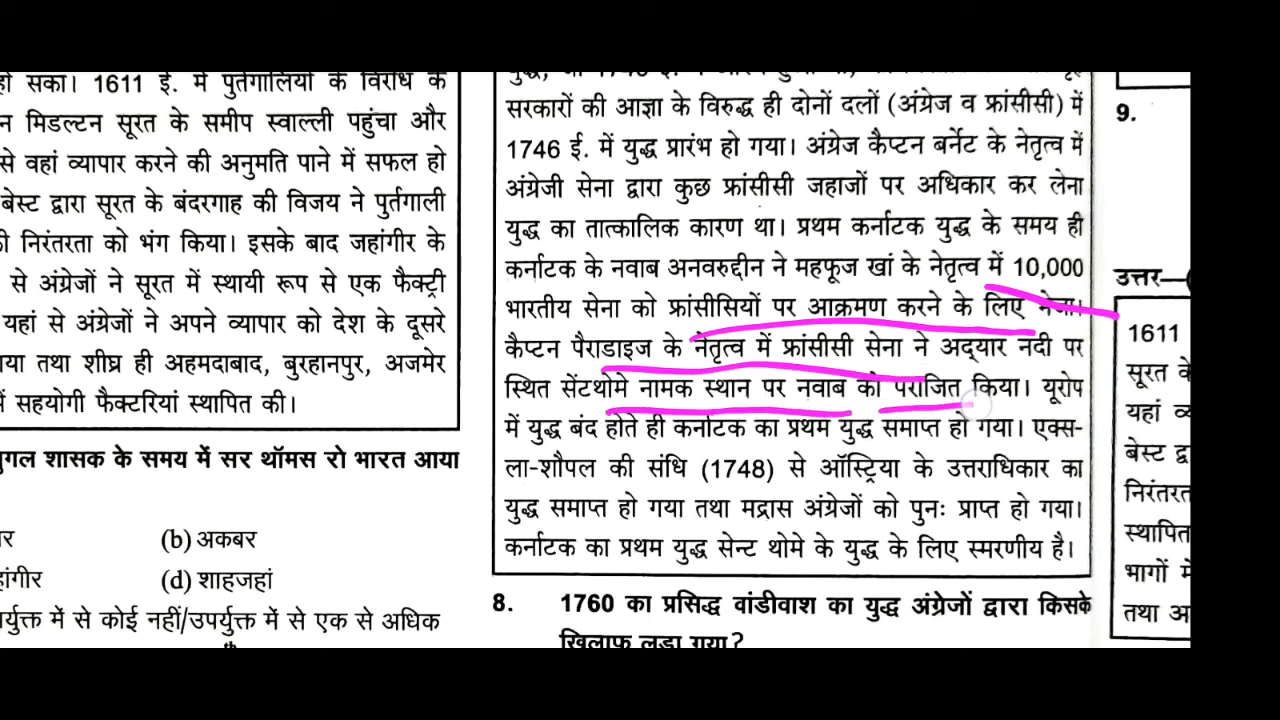 हो सका। 1611 ई. में पुर्तगालियों के विरोध के
न मिडल्टन सूरत के समीप स्वाल्ली पहुंचा और
से वहां व्यापार करने की अनुमति पाने में सफल हो
बेस्ट द्वारा सूरत के बंदरगाह की विजय ने पुर्तगाली
निरंतरता को भंग किया। इसके बाद जहांगीर के
से अंग्रेजों ने सूरत में स्थायी रूप से एक फैक्ट्री
यहां से अंग्रेजों ने अपने व्यापार को देश के दूसरे
या तथा शीघ्र ही अहमदाबाद, बुरहानपुर, अजमेर
में सहयोगी फैक्टरियां स्थापित की।
मुगल शासक के समय में सर थॉमस रो भारत आया
(b) अकबर
हांगीर (d) शाहजहां
पर्युक्त में से कोई नहीं/उपर्युक्त में से एक से अधिक
th
सरकारों की आज्ञा के विरुद्ध ही दोनों दलों (अंग्रेज व फ्रांसीसी) में
1746 ई. में युद्ध प्रारंभ हो गया। अंग्रेज कैप्टन बर्नेट के नेतृत्व में
अंग्रेजी सेना द्वारा कुछ फ्रांसीसी जहाजों पर अधिकार कर लेना
युद्ध का तात्कालिक कारण था। प्रथम कर्नाटक युद्ध के समय ही
कर्नाटक के नवाब अनवरुद्दीन ने महफूज खां के नेतृत्व में 10,000
भारतीय सेना को फ्रांसीसियों पर आक्रमण करने के लिए भेजा।
कैप्टन पैराडाइज के नेतृत्व में फ्रांसीसी सेना ने अद्यार नदी पर
स्थित सेंटथोमे नामक स्थान पर नवाब को पराजित किया। यूरोप
में युद्ध बंद होते ही कर्नाटक का प्रथम युद्ध समाप्त हो गया। एक्स-
ला-शौपल की संधि (1748) से ऑस्ट्रिया के उत्तराधिकार का
युद्ध समाप्त हो गया तथा मद्रास अंग्रेजों को पुनः प्राप्त हो गया।
कर्नाटक का प्रथम युद्ध सेन्ट थोमे के युद्ध के लिए स्मरणीय है।
8. 1760 का प्रसिद्ध वांडीवाश का युद्ध अंग्रेजों द्वारा किसके
खिलाफ लड़ा गया?
9.
उत्तर—(
1611
सूरत के
यहां व्य
बेस्ट द्व
निरंतरत
स्थापित
भागों में
तथा अ